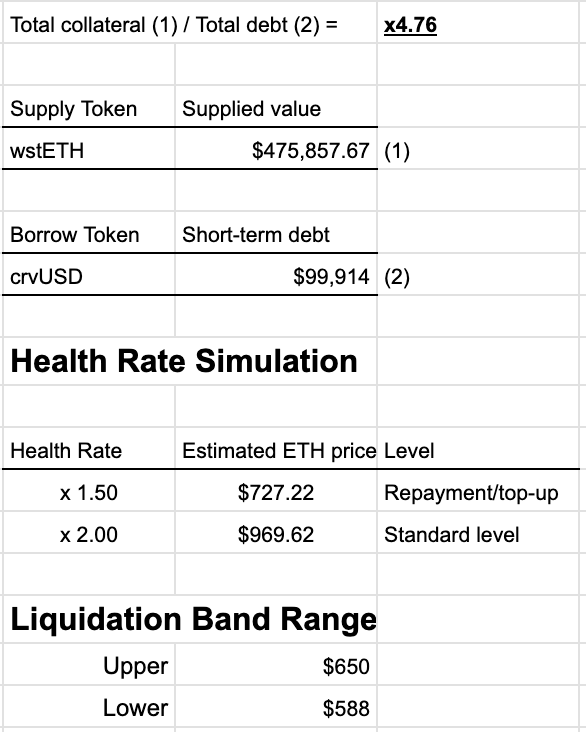 Total collateral (1) / Total debt (2) = x4.76
Supply Token Supplied value
wstETH $475,857.67 (1)
Borrow Token Short-term debt
crvUSD $99,914 (2)
Health Rate Simulation
Health Rate Estimated ETH price Level
x 1.50 $727.22 Repayment/top-up
x 2.00 $969.62 Standard level
Liquidation Band Range
Upper $650
Lower $588